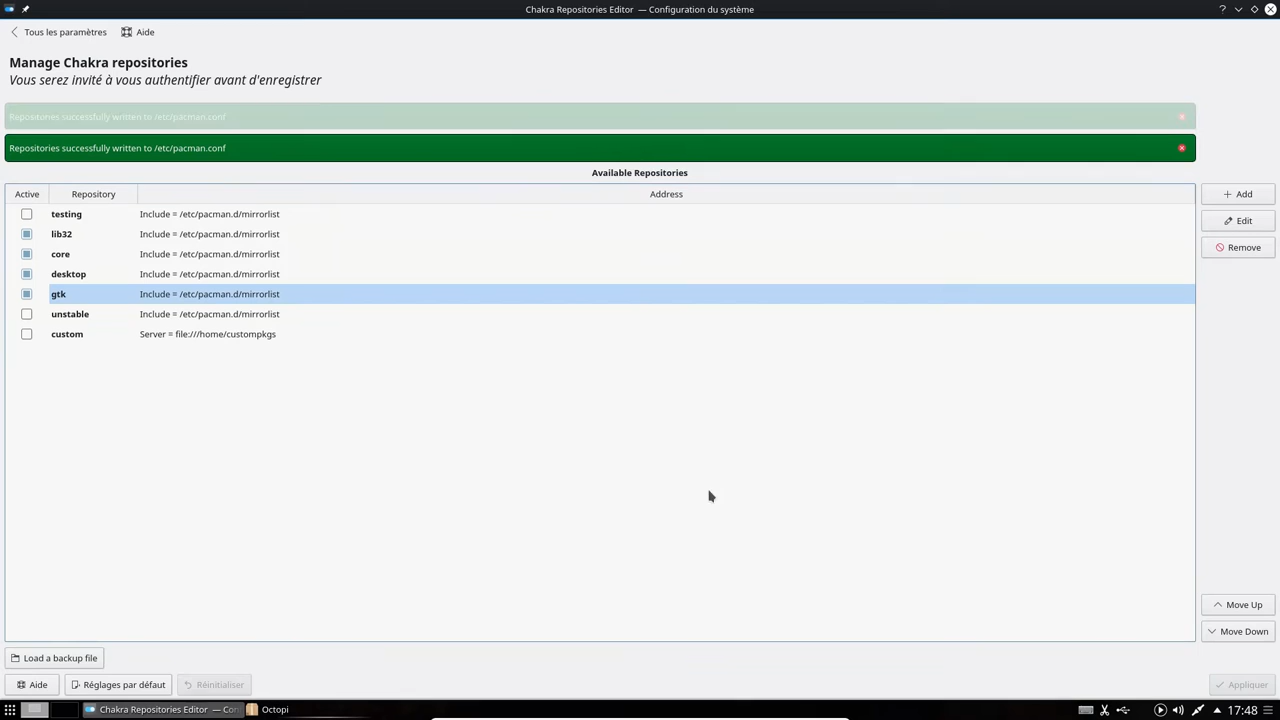 Chakra Repositories Editor — Configuration du système
Tous les paramètres
Aide
Manage Chakra repositories
Vous serez invité à vous authentifier avant d'enregistrer
Repositories successfully written to /etc/pacman.conf
Repositories successfully written to /etc/pacman.conf
Available Repositories
Active Repository Address
testing Include = /etc/pacman.d/mirrorlist
lib32 Include = /etc/pacman.d/mirrorlist
core Include = /etc/pacman.d/mirrorlist
desktop Include = /etc/pacman.d/mirrorlist
gtk Include = /etc/pacman.d/mirrorlist
unstable Include = /etc/pacman.d/mirrorlist
custom Server = file:///home/custompkgs
Add
Edit
Remove
Move Up
Move Down
Load a backup file
Aide
Réglages par défaut
Réinitialiser
Appliquer
Chakra Repositories Editor — Con
Octopi
17:48